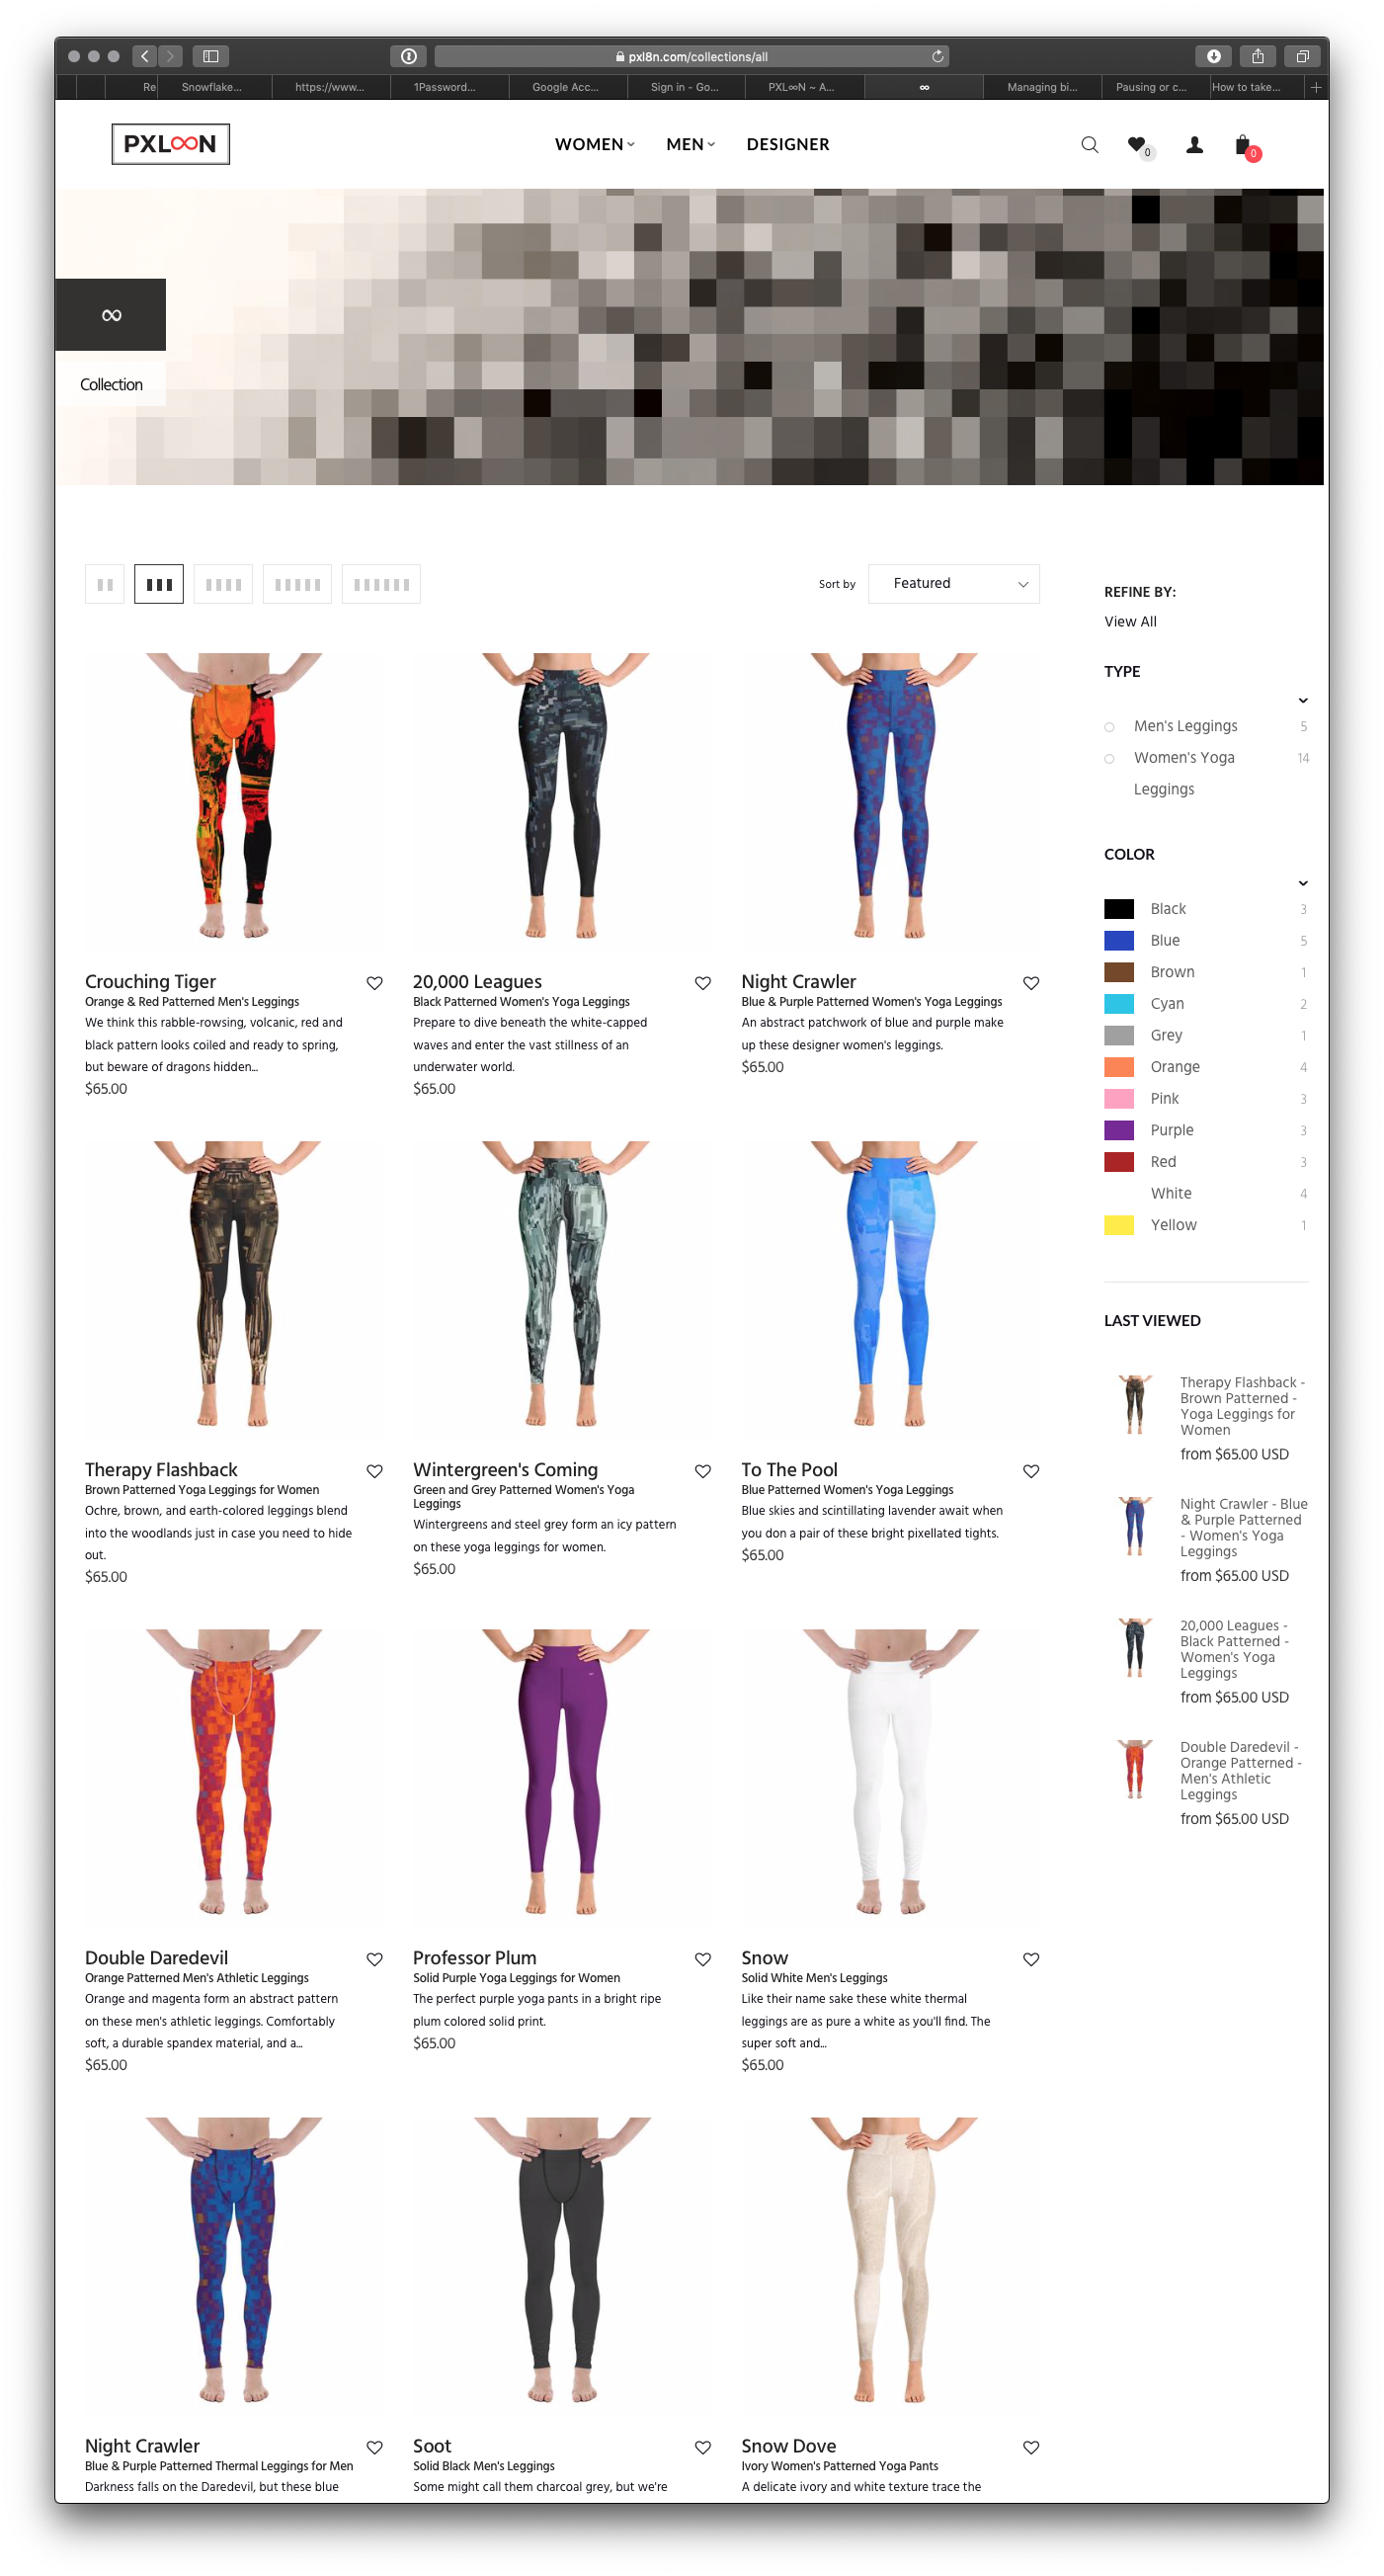 pxl8n.com/collections/all
Re
Snowflake...
https://www...
1Password...
Google Acc...
Sign in - Go...
PXL∞N ~ A...
∞
Managing bi...
Pausing or c...
How to take...
PXL∞N
WOMEN
MEN
DESIGNER
0
0
∞
Collection
Sort by
Featured
REFINE BY:
View All
TYPE
Men's Leggings 5
Women's Yoga 14
Leggings
COLOR
Black 3
Blue 5
Brown 1
Cyan 2
Grey 1
Orange 4
Pink 3
Purple 3
Red 3
White 4
Yellow 1
LAST VIEWED
Therapy Flashback -
Brown Patterned -
Yoga Leggings for
Women
from $65.00 USD
Night Crawler - Blue
& Purple Patterned
- Women's Yoga
Leggings
from $65.00 USD
20,000 Leagues -
Black Patterned -
Women's Yoga
Leggings
from $65.00 USD
Double Daredevil -
Orange Patterned -
Men's Athletic
Leggings
from $65.00 USD
Crouching Tiger
Orange & Red Patterned Men's Leggings
We think this rabble-rowsing, volcanic, red and
black pattern looks coiled and ready to spring,
but beware of dragons hidden...
$65.00
20,000 Leagues
Black Patterned Women's Yoga Leggings
Prepare to dive beneath the white-capped
waves and enter the vast stillness of an
underwater world.
$65.00
Night Crawler
Blue & Purple Patterned Women's Yoga Leggings
An abstract patchwork of blue and purple make
up these designer women's leggings.
$65.00
Therapy Flashback
Brown Patterned Yoga Leggings for Women
Ochre, brown, and earth-colored leggings blend
into the woodlands just in case you need to hide
out.
$65.00
Wintergreen's Coming
Green and Grey Patterned Women's Yoga
Leggings
Wintergreens and steel grey form an icy pattern
on these yoga leggings for women.
$65.00
To The Pool
Blue Patterned Women's Yoga Leggings
Blue skies and scintillating lavender await when
you don a pair of these bright pixellated tights.
$65.00
Double Daredevil
Orange Patterned Men's Athletic Leggings
Orange and magenta form an abstract pattern
on these men's athletic leggings. Comfortably
soft, a durable spandex material, and a...
$65.00
Professor Plum
Solid Purple Yoga Leggings for Women
The perfect purple yoga pants in a bright ripe
plum colored solid print.
$65.00
Snow
Solid White Men's Leggings
Like their name sake these white thermal
leggings are as pure a white as you'll find. The
super soft and...
$65.00
Night Crawler
Blue & Purple Patterned Thermal Leggings for Men
Darkness falls on the Daredevil, but these blue
Soot
Solid Black Men's Leggings
Some might call them charcoal grey, but we're
Snow Dove
Ivory Women's Patterned Yoga Pants
A delicate ivory and white texture trace the